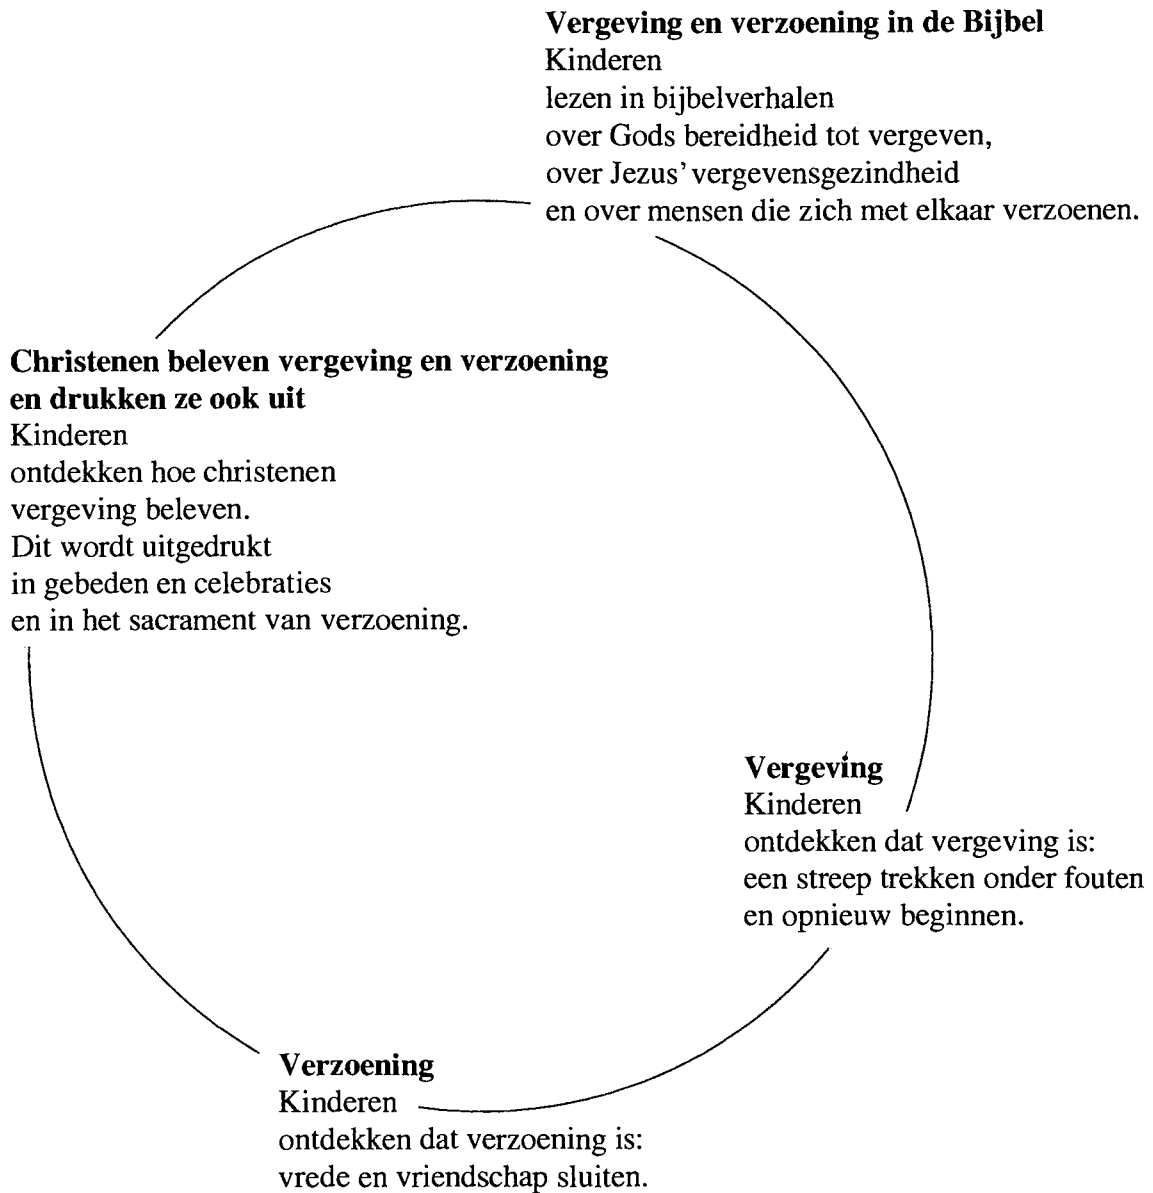 Vergeving en verzoening in de Bijbel
Kinderen
lezen in bijbelverhalen
over Gods bereidheid tot vergeven,
over Jezus' vergevensgezindheid
en over mensen die zich met elkaar verzoenen.
Christenen beleven vergeving en verzoening
en drukken ze ook uit
Kinderen
ontdekken hoe christenen
vergeving beleven.
Dit wordt uitgedrukt
in gebeden en celebraties
en in het sacrament van verzoening.
Vergeving
Kinderen
ontdekken dat vergeving is:
een streep trekken onder fouten
en opnieuw beginnen.
Verzoening
Kinderen
ontdekken dat verzoening is:
vrede en vriendschap sluiten.